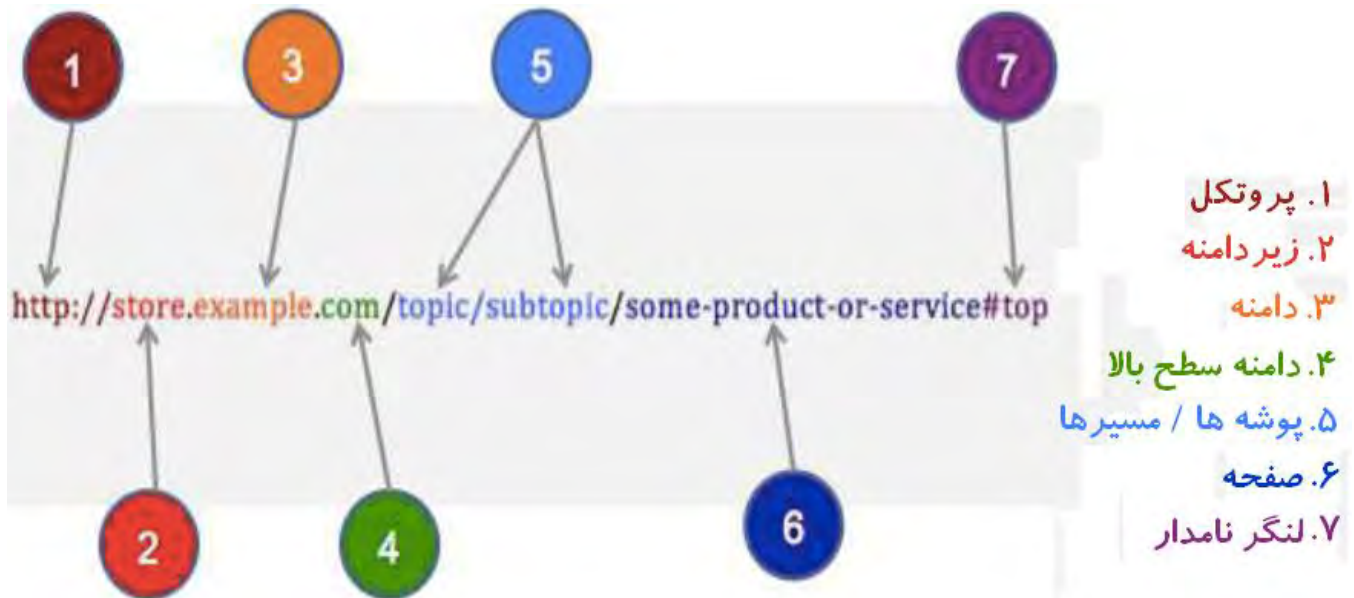 1
3
5
7
http://store.example.com/topic/subtopic/some-product-or-service#top
2
4
6
۱. پروتکل
۲. زیر دامنه
۳. دامنه
۴. دامنه سطح بالا
۵. پوشه ها / مسیرها
۶. صفحه
۷. لنگر نامدار